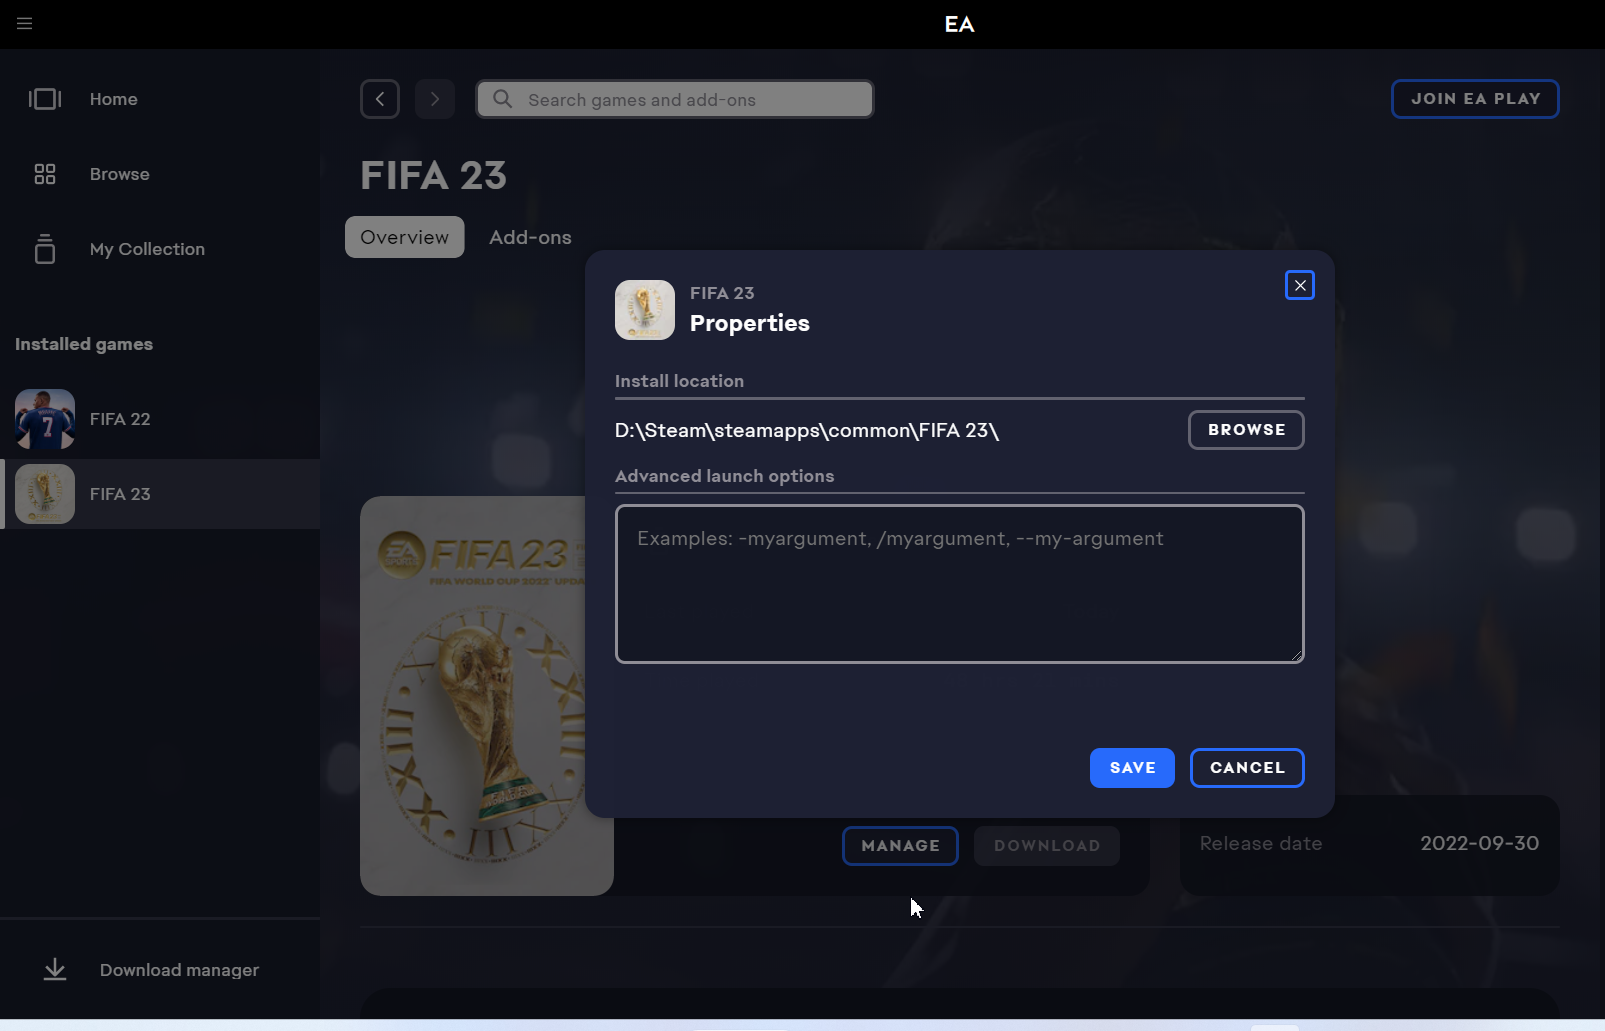 EA
Home
Browse
My Collection
Installed games
FIFA 22
FIFA 23
Download manager
Search games and add-ons
JOIN EA PLAY
FIFA 23
Overview
Add-ons
FIFA 23
Properties
Install location
D:\Steam\steamapps\common\FIFA 23\
BROWSE
Advanced launch options
Examples: -myargument, /myargument, --my-argument
SAVE
CANCEL
EA SPORTS FIFA 23
FIFA WORLD CUP 2022
MANAGE
DOWNLOAD
Release date
2022-09-30